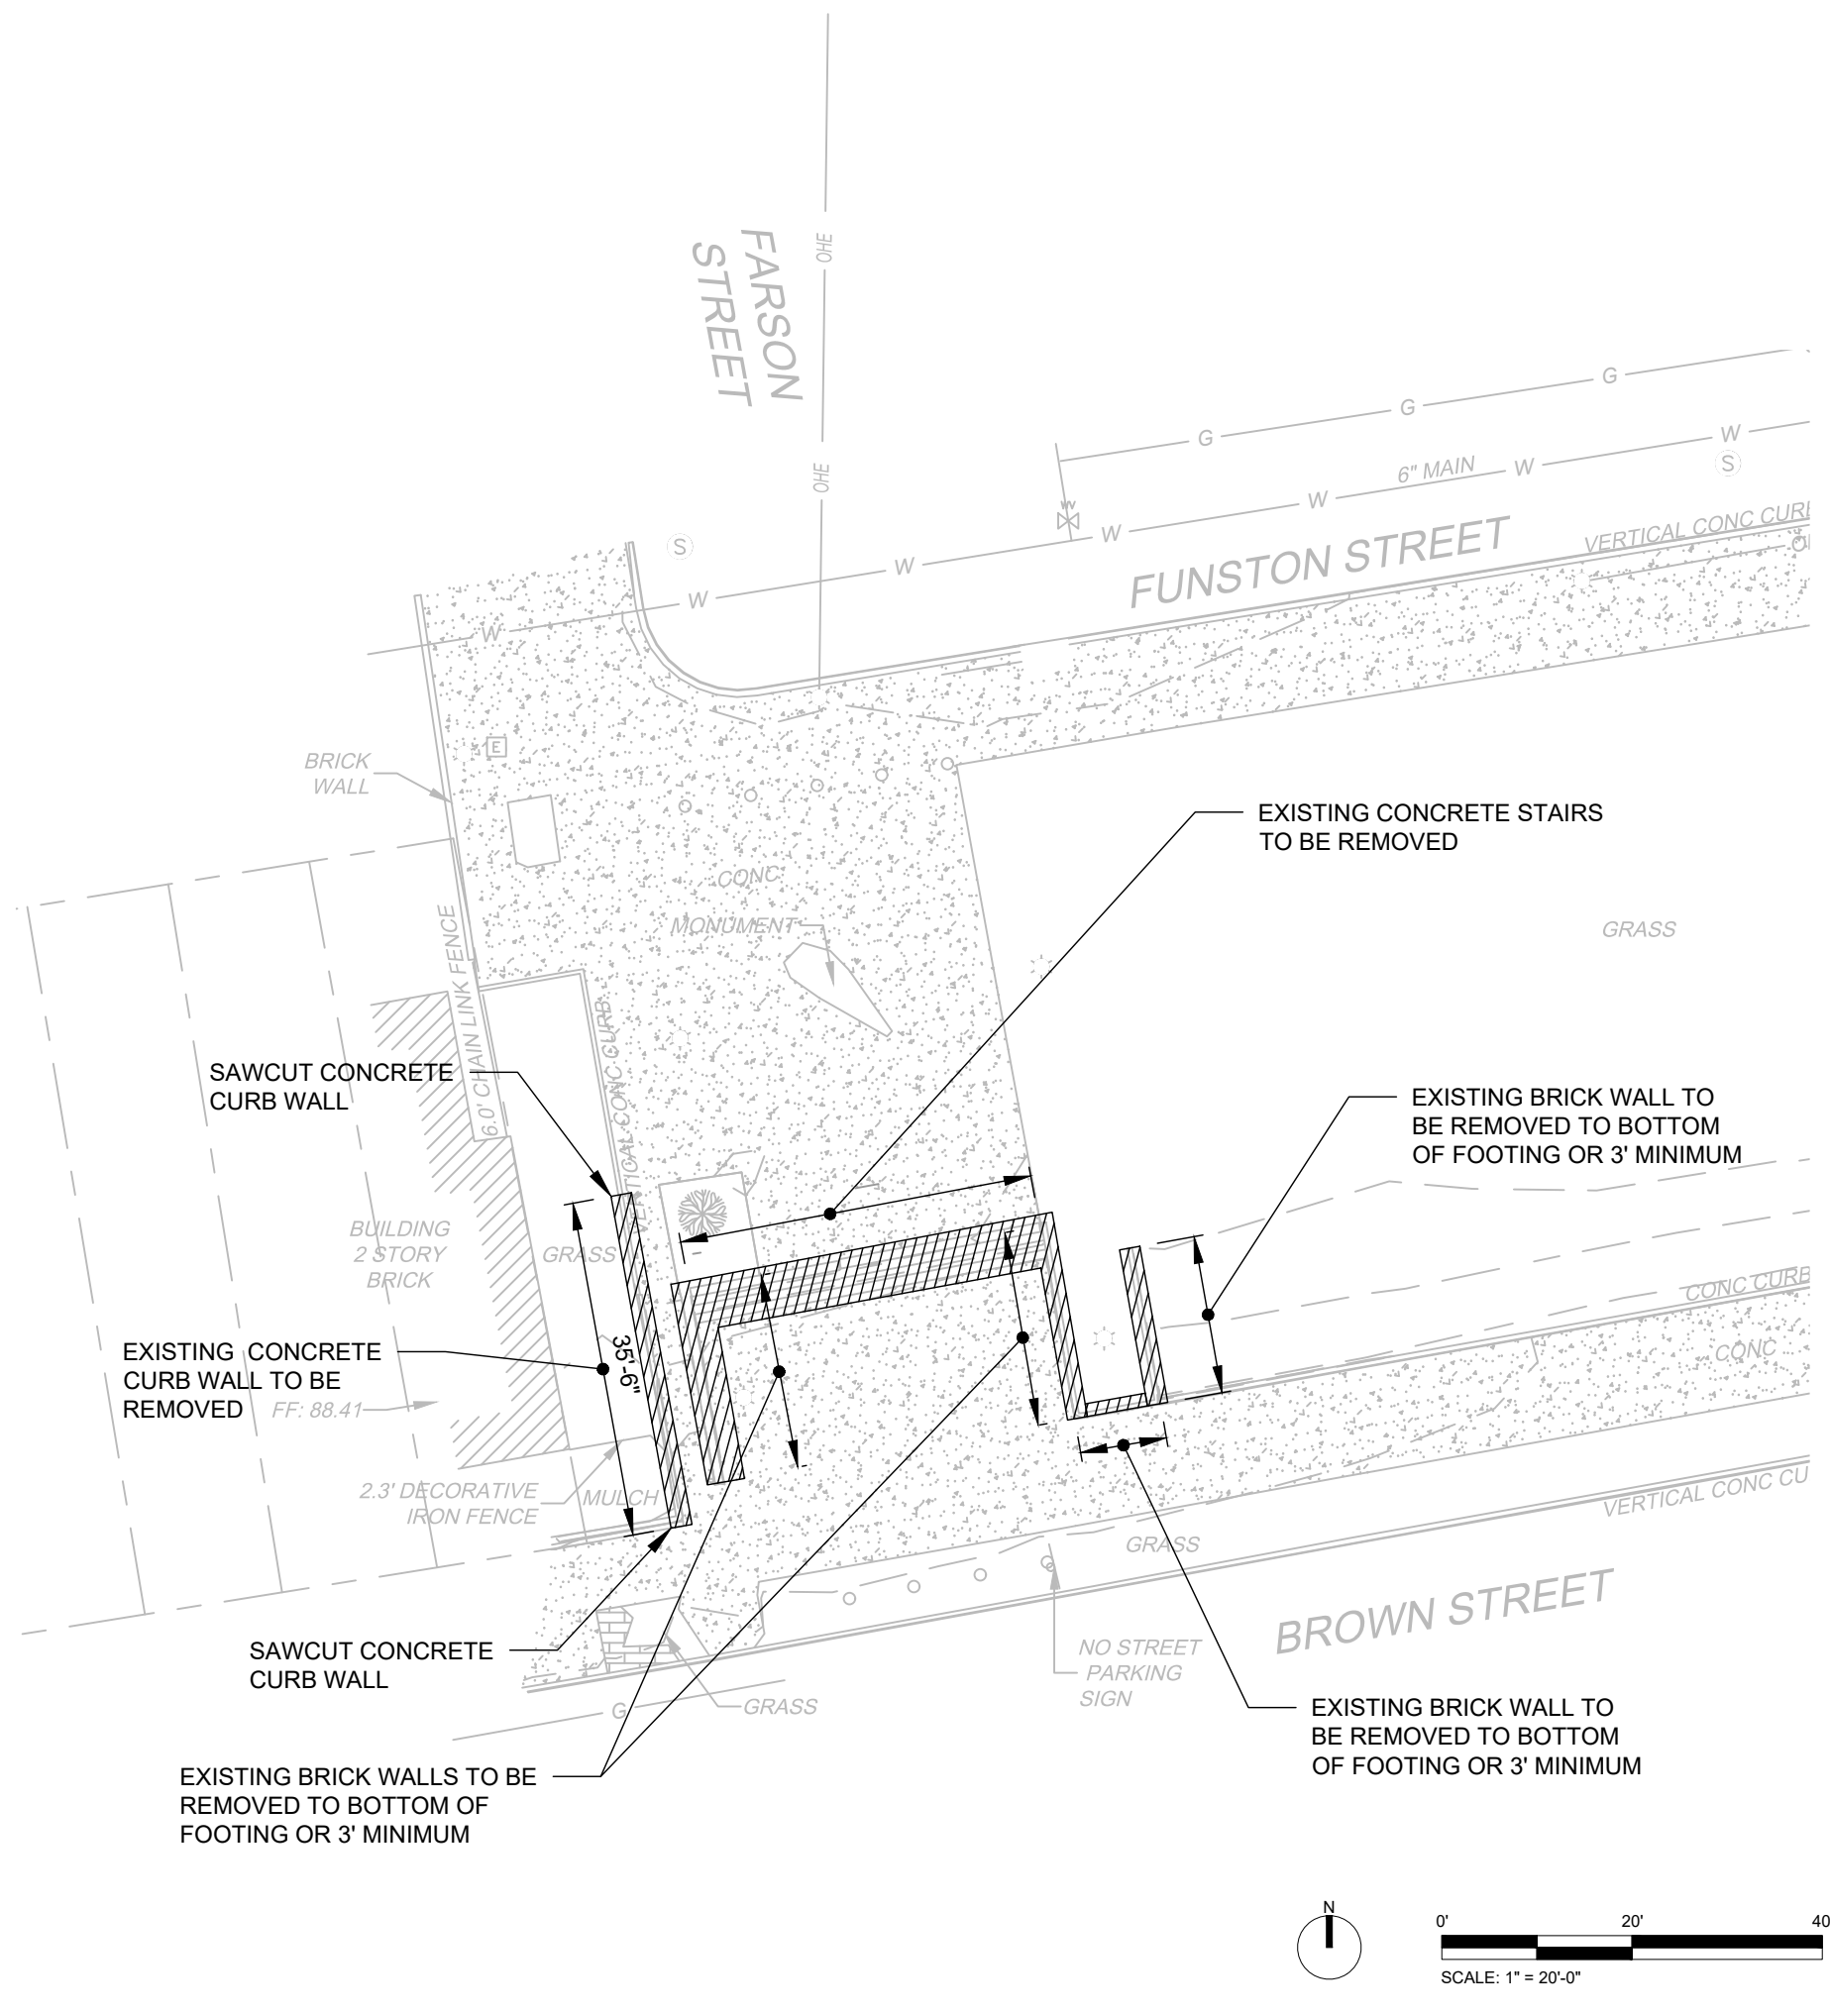 FARSON
STREET
OHE
OHE
G
G
G
W
6" MAIN
W
S
W
W
W
W
W
W
W
S
FUNSTON STREET
VERTICAL CONC CURB
E
BRICK
WALL
EXISTING CONCRETE STAIRS
TO BE REMOVED
CONC
MONUMENT
GRASS
6.0' CHAIN LINK FENCE
VERTICAL CONC CURB
SAWCUT CONCRETE
CURB WALL
EXISTING BRICK WALL TO
BE REMOVED TO BOTTOM
OF FOOTING OR 3' MINIMUM
BUILDING
2 STORY
BRICK
GRASS
CONC CURB
CONC
35'-6"
EXISTING CONCRETE
CURB WALL TO BE
REMOVED
FF: 88.41
2.3' DECORATIVE
IRON FENCE
MULCH
VERTICAL CONC CU
GRASS
BROWN STREET
SAWCUT CONCRETE
CURB WALL
NO STREET
PARKING
SIGN
GRASS
G
EXISTING BRICK WALL TO
BE REMOVED TO BOTTOM
OF FOOTING OR 3' MINIMUM
EXISTING BRICK WALLS TO BE
REMOVED TO BOTTOM OF
FOOTING OR 3' MINIMUM
N
0' 20' 40
SCALE: 1" = 20'-0"